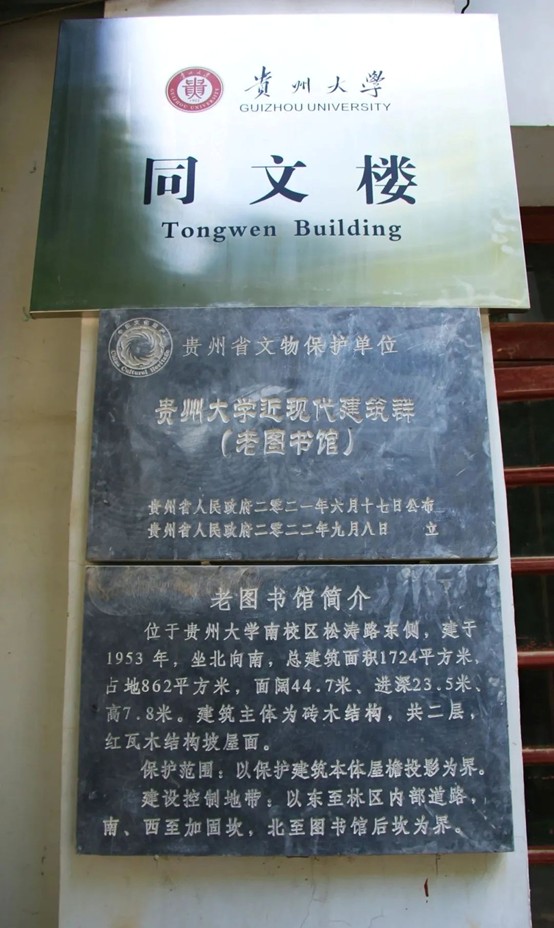 貴州大學
GUIZHOU UNIVERSITY
同文楼
Tongwen Building
贵州省文物保护单位
贵州大学近现代建筑群
（老图书馆）
贵州省人民政府二〇二一年六月十七日公布
贵州省人民政府二〇二二年九月八日 立
老图书馆简介
位于贵州大学南校区松涛路东侧，建于
1953年，坐北向南，总建筑面积1724平方米，
占地862平方米，面阔44.7米、进深23.5米、
高7.8米。建筑主体为砖木结构，共二层，
红瓦木结构坡屋面。
保护范围：以保护建筑本体屋檐投影为界。
建设控制地带：以东至林区内部道路，
南、西至加固坎，北至图书馆后坎为界。